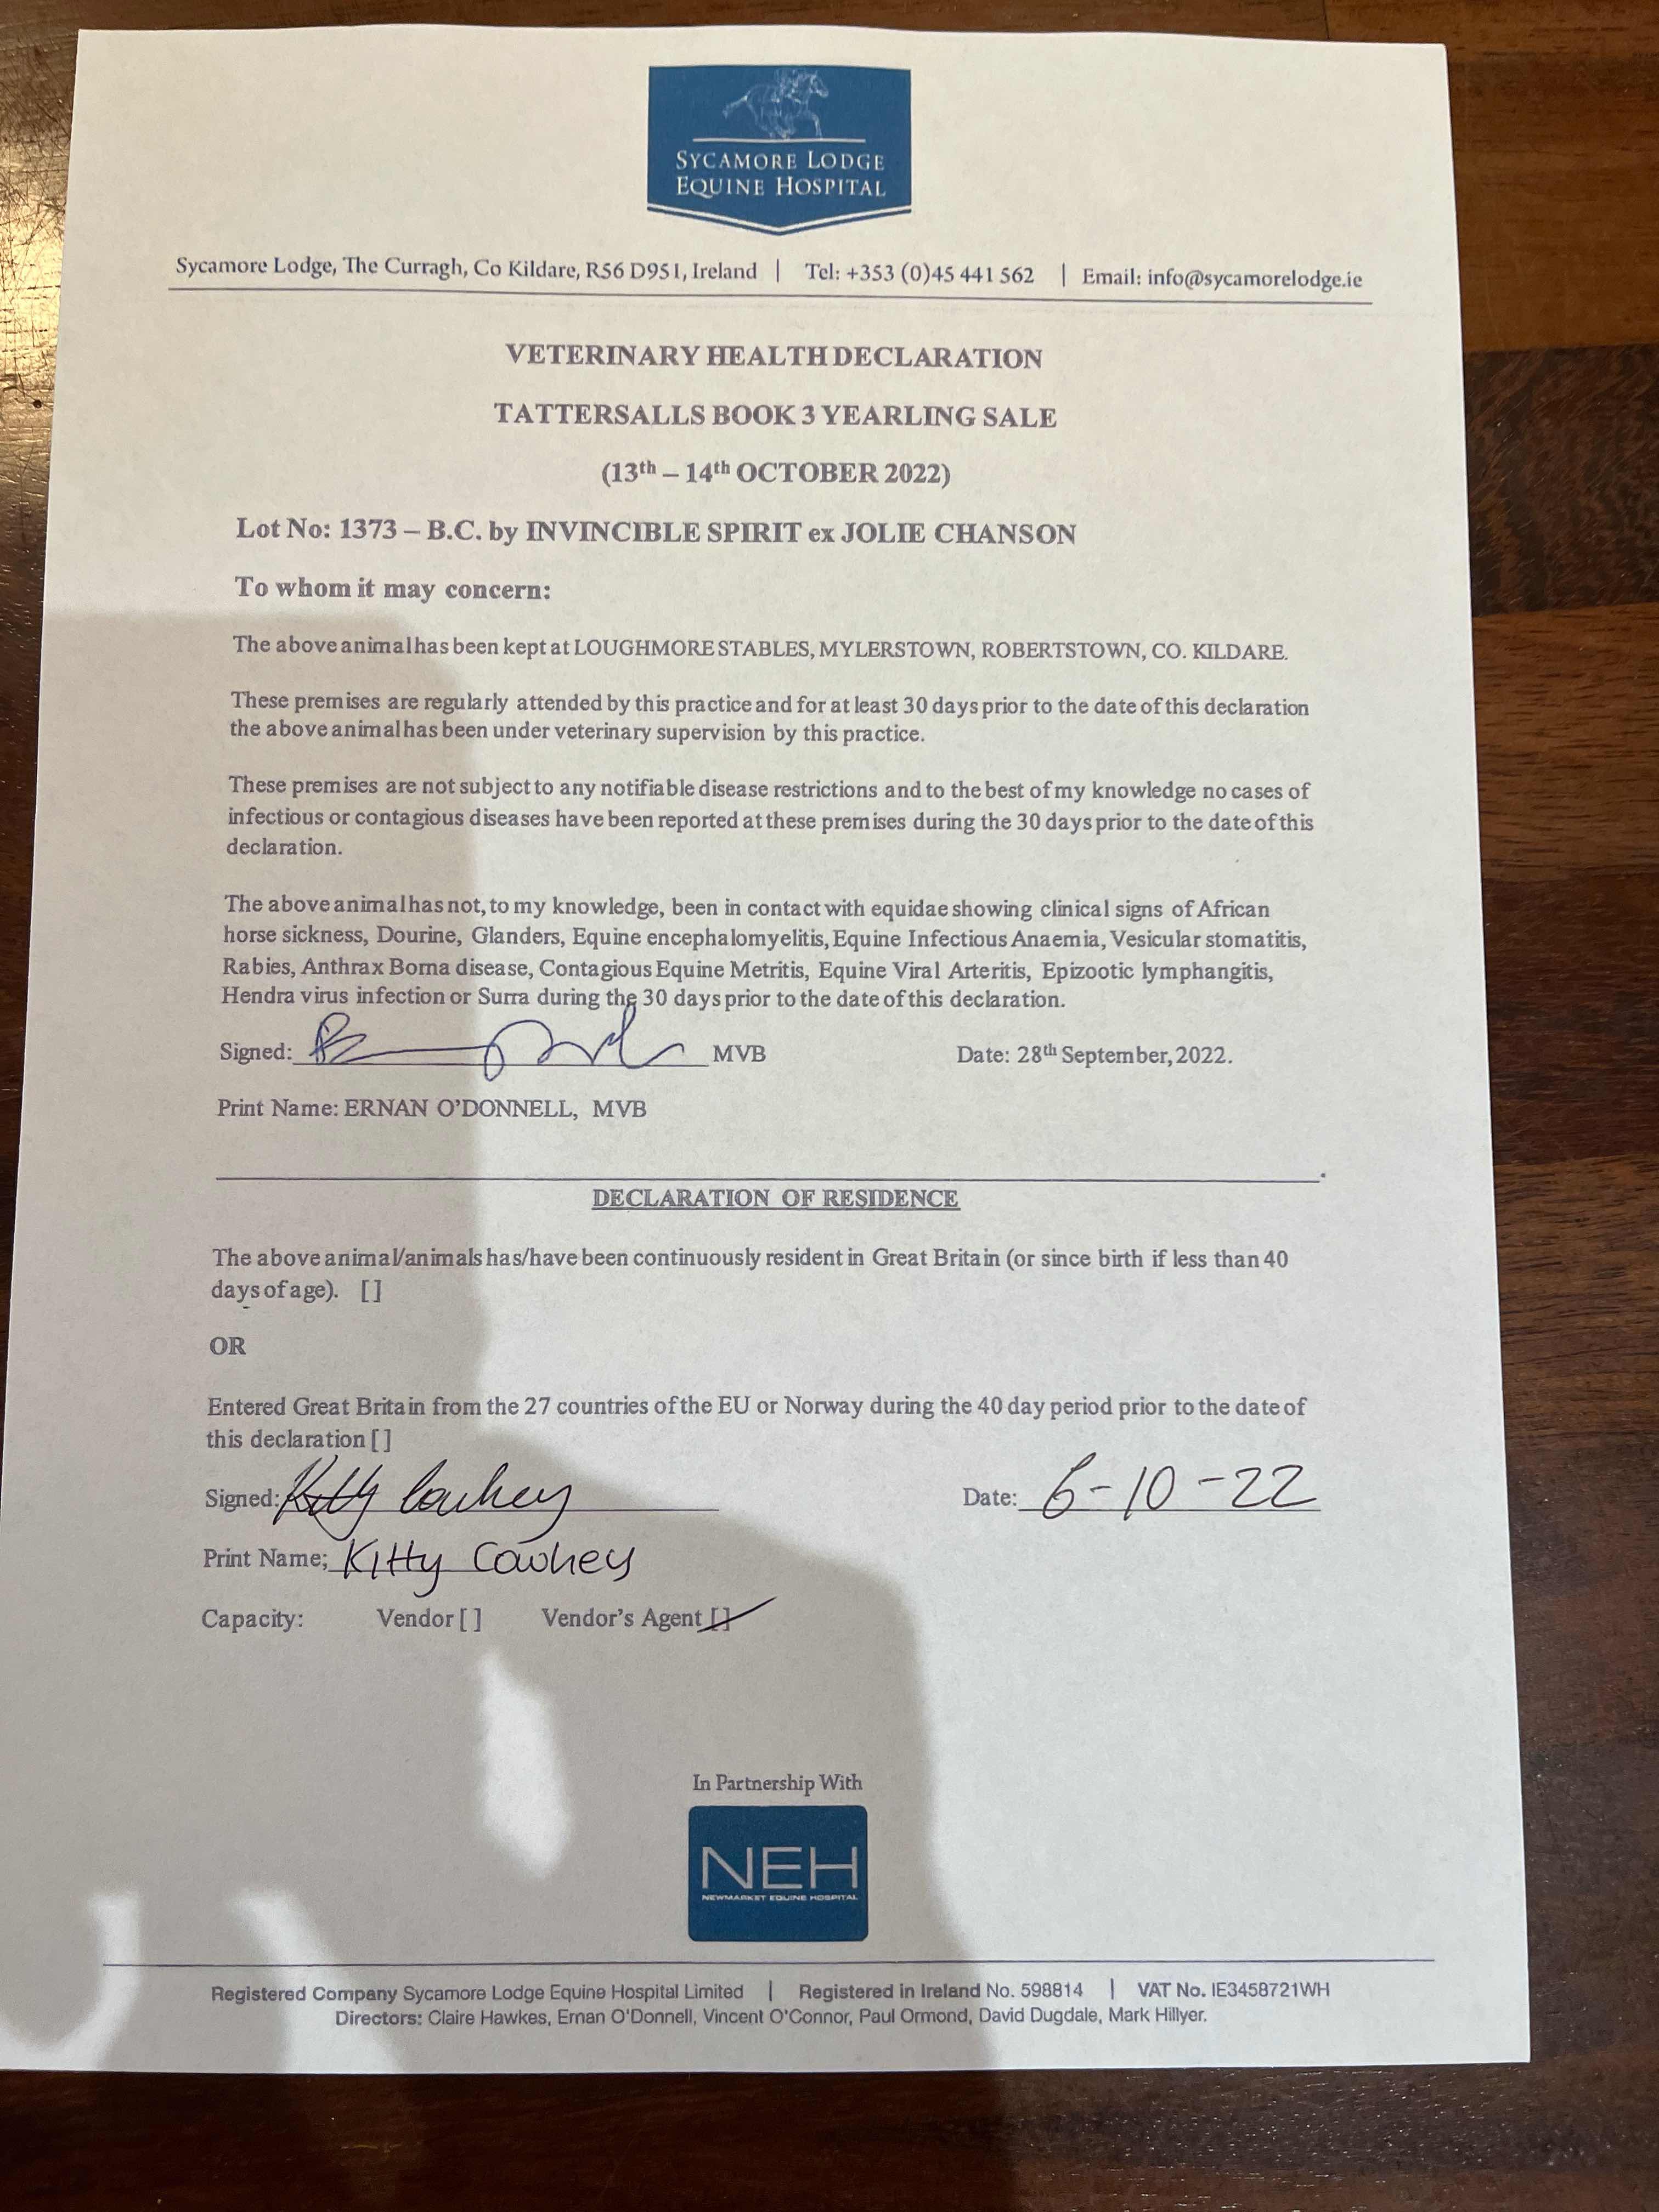 SYCAMORE LODGE
EQUINE HOSPITAL
Sycamore Lodge, The Curragh, Co Kildare, R56 D951, Ireland | Tel: +353 (0)45 441 562 | Email: info@sycamorelodge.ie
VETERINARY HEALTH DECLARATION
TATTERSALLS BOOK 3 YEARLING SALE
(13th – 14th OCTOBER 2022)
Lot No: 1373 – B.C. by INVINCIBLE SPIRIT ex JOLIE CHANSON
To whom it may concern:
The above animal has been kept at LOUGHMORE STABLES, MYLERSTOWN, ROBERTSTOWN, CO. KILDARE.
These premises are regularly attended by this practice and for at least 30 days prior to the date of this declaration
the above animal has been under veterinary supervision by this practice.
These premises are not subject to any notifiable disease restrictions and to the best of my knowledge no cases of
infectious or contagious diseases have been reported at these premises during the 30 days prior to the date of this
declaration.
The above animal has not, to my knowledge, been in contact with equidae showing clinical signs of African
horse sickness, Dourine, Glanders, Equine encephalomyelitis, Equine Infectious Anaemia, Vesicular stomatitis,
Rabies, Anthrax Borna disease, Contagious Equine Metritis, Equine Viral Arteritis, Epizootic lymphangitis,
Hendra virus infection or Surra during the 30 days prior to the date of this declaration.
Signed: MVB Date: 28th September, 2022.
Print Name: ERNAN O'DONNELL, MVB
DECLARATION OF RESIDENCE
The above animal/animals has/have been continuously resident in Great Britain (or since birth if less than 40
days of age). [ ]
OR
Entered Great Britain from the 27 countries of the EU or Norway during the 40 day period prior to the date of
this declaration [ ]
Signed: Kitty Cawhey Date: 6-10-22
Print Name; Kitty Cawhey
Capacity: Vendor [ ] Vendor's Agent [ ]
In Partnership With
NEH
NEWMARKET EQUINE HOSPITAL
Registered Company Sycamore Lodge Equine Hospital Limited | Registered in Ireland No. 598814 | VAT No. IE3458721WH
Directors: Claire Hawkes, Ernan O'Donnell, Vincent O'Connor, Paul Ormond, David Dugdale, Mark Hillyer.